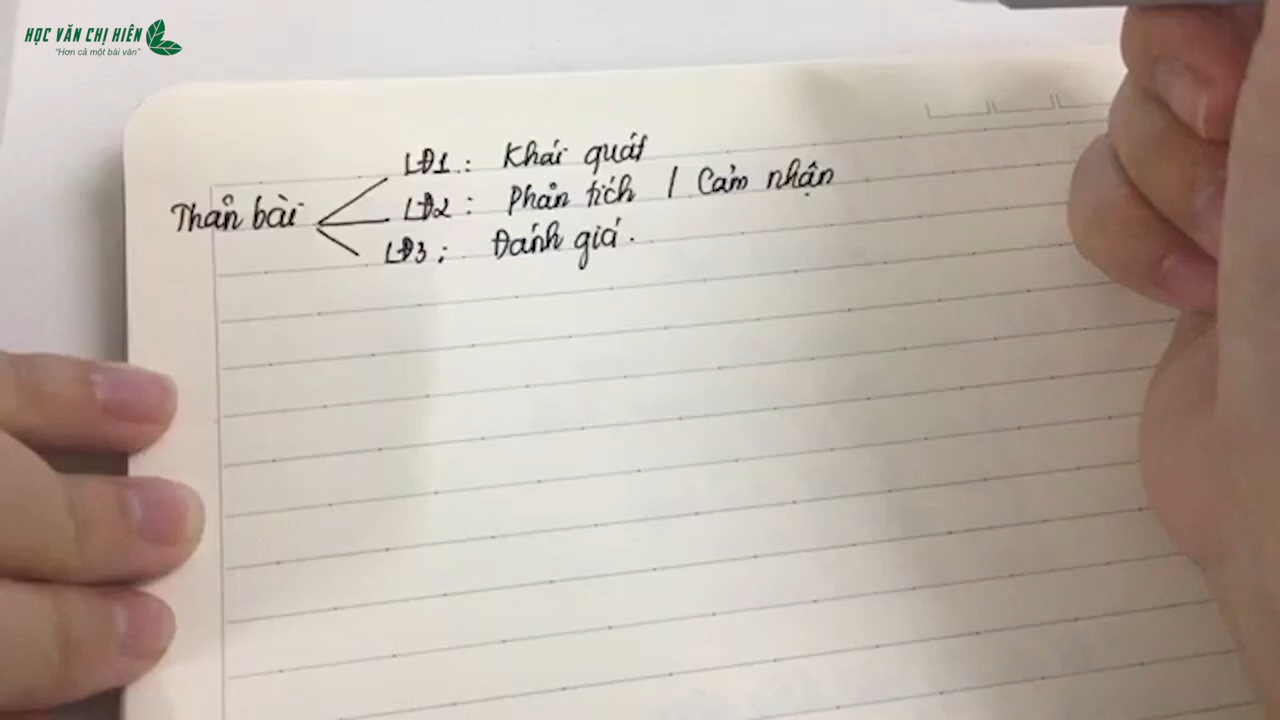 HỌC VĂN CHỊ HIÊN
"Hơn cả một bài văn"
LĐ1: Khái quát
Thân bài
LĐ2: Phân tích / Cảm nhận
LĐ3: Đánh giá.